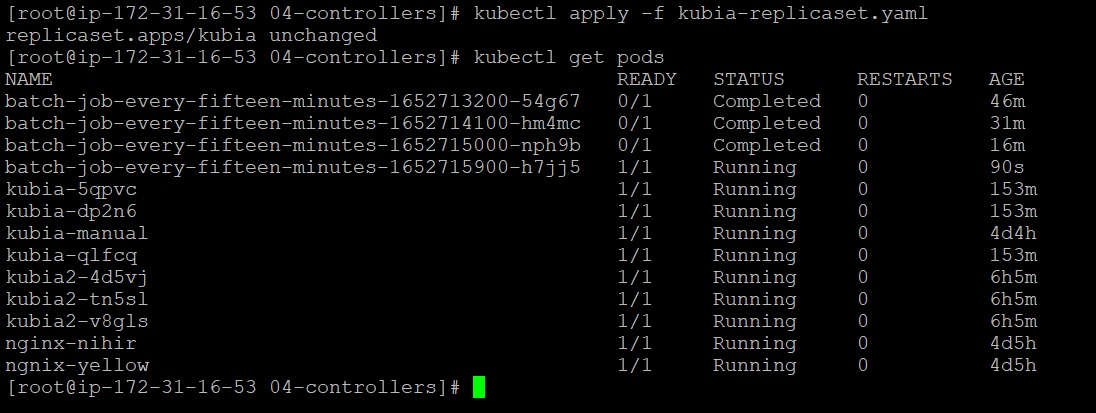 [root@ip-172-31-16-53 04-controllers]# kubectl apply -f kubia-replicaset.yaml
replicaset.apps/kubia unchanged
[root@ip-172-31-16-53 04-controllers]# kubectl get pods
NAME READY STATUS RESTARTS AGE
batch-job-every-fifteen-minutes-1652713200-54g67 0/1 Completed 0 46m
batch-job-every-fifteen-minutes-1652714100-hm4mc 0/1 Completed 0 31m
batch-job-every-fifteen-minutes-1652715000-nph9b 0/1 Completed 0 16m
batch-job-every-fifteen-minutes-1652715900-h7jj5 1/1 Running 0 90s
kubia-5qpvc 1/1 Running 0 153m
kubia-dp2n6 1/1 Running 0 153m
kubia-manual 1/1 Running 0 4d4h
kubia-qlfcq 1/1 Running 0 153m
kubia2-4d5vj 1/1 Running 0 6h5m
kubia2-tn5sl 1/1 Running 0 6h5m
kubia2-v8gls 1/1 Running 0 6h5m
nginx-nihir 1/1 Running 0 4d5h
ngnix-yellow 1/1 Running 0 4d5h
[root@ip-172-31-16-53 04-controllers]#